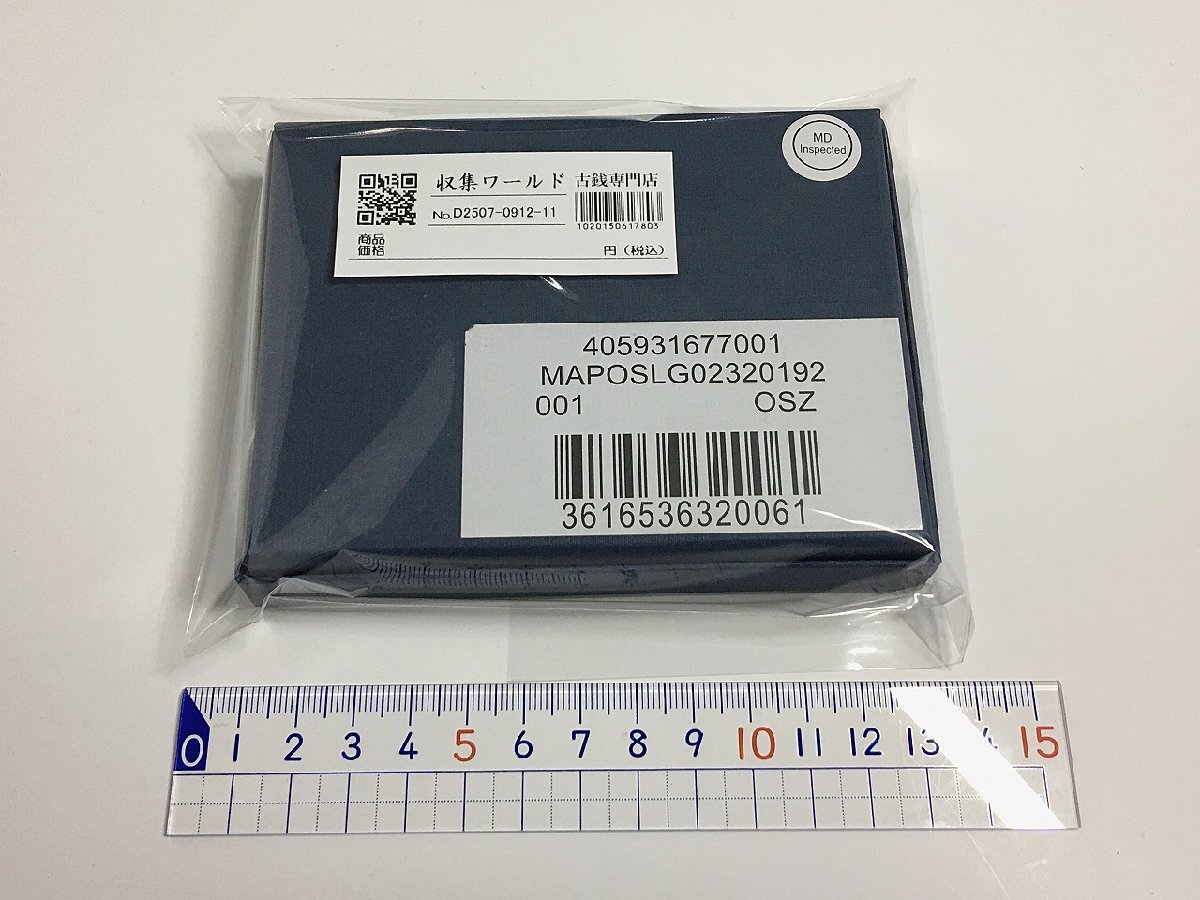 MD
Inspected
収集ワールド 古銭専門店
No.D2507-0912-11
1020150517803
商品
価格
円（税込）
405931677001
MAPOSLG02320192
001 OSZ
3616536320061
0 1 2 3 4 5 6 7 8 9 10 11 12 13 14 15